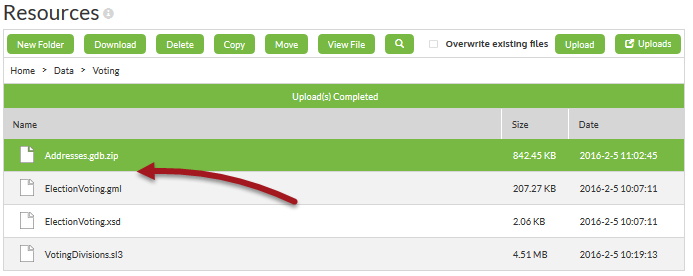 Resources
New Folder Download Delete Copy Move View File Overwrite existing files Upload Uploads
Home > Data > Voting
Upload(s) Completed
Name Size Date
Addresses.gdb.zip 842.45 KB 2016-2-5 11:02:45
ElectionVoting.gml 207.27 KB 2016-2-5 10:07:11
ElectionVoting.xsd 2.06 KB 2016-2-5 10:07:11
VotingDivisions.sl3 4.51 MB 2016-2-5 10:19:13